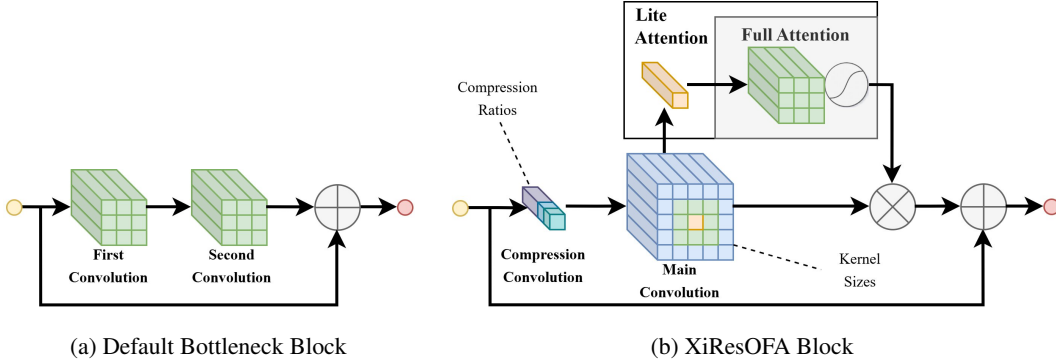 Lite
Attention
Full Attention
Compression
Ratios
First
Convolution
Second
Convolution
Compression
Convolution
Main
Convolution
Kernel
Sizes
(a) Default Bottleneck Block
(b) XiResOFA Block